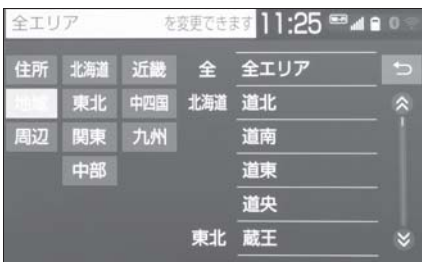 全エリア を変更できます 11:25 0
住所 北海道 近畿 全 全エリア
地域 東北 中四国 北海道 道北
周辺 関東 九州 道南
中部 道東
道央
東北 蔵王